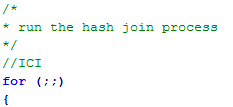 /*
* run the hash join process
*/
//ICI
for (;;)
{